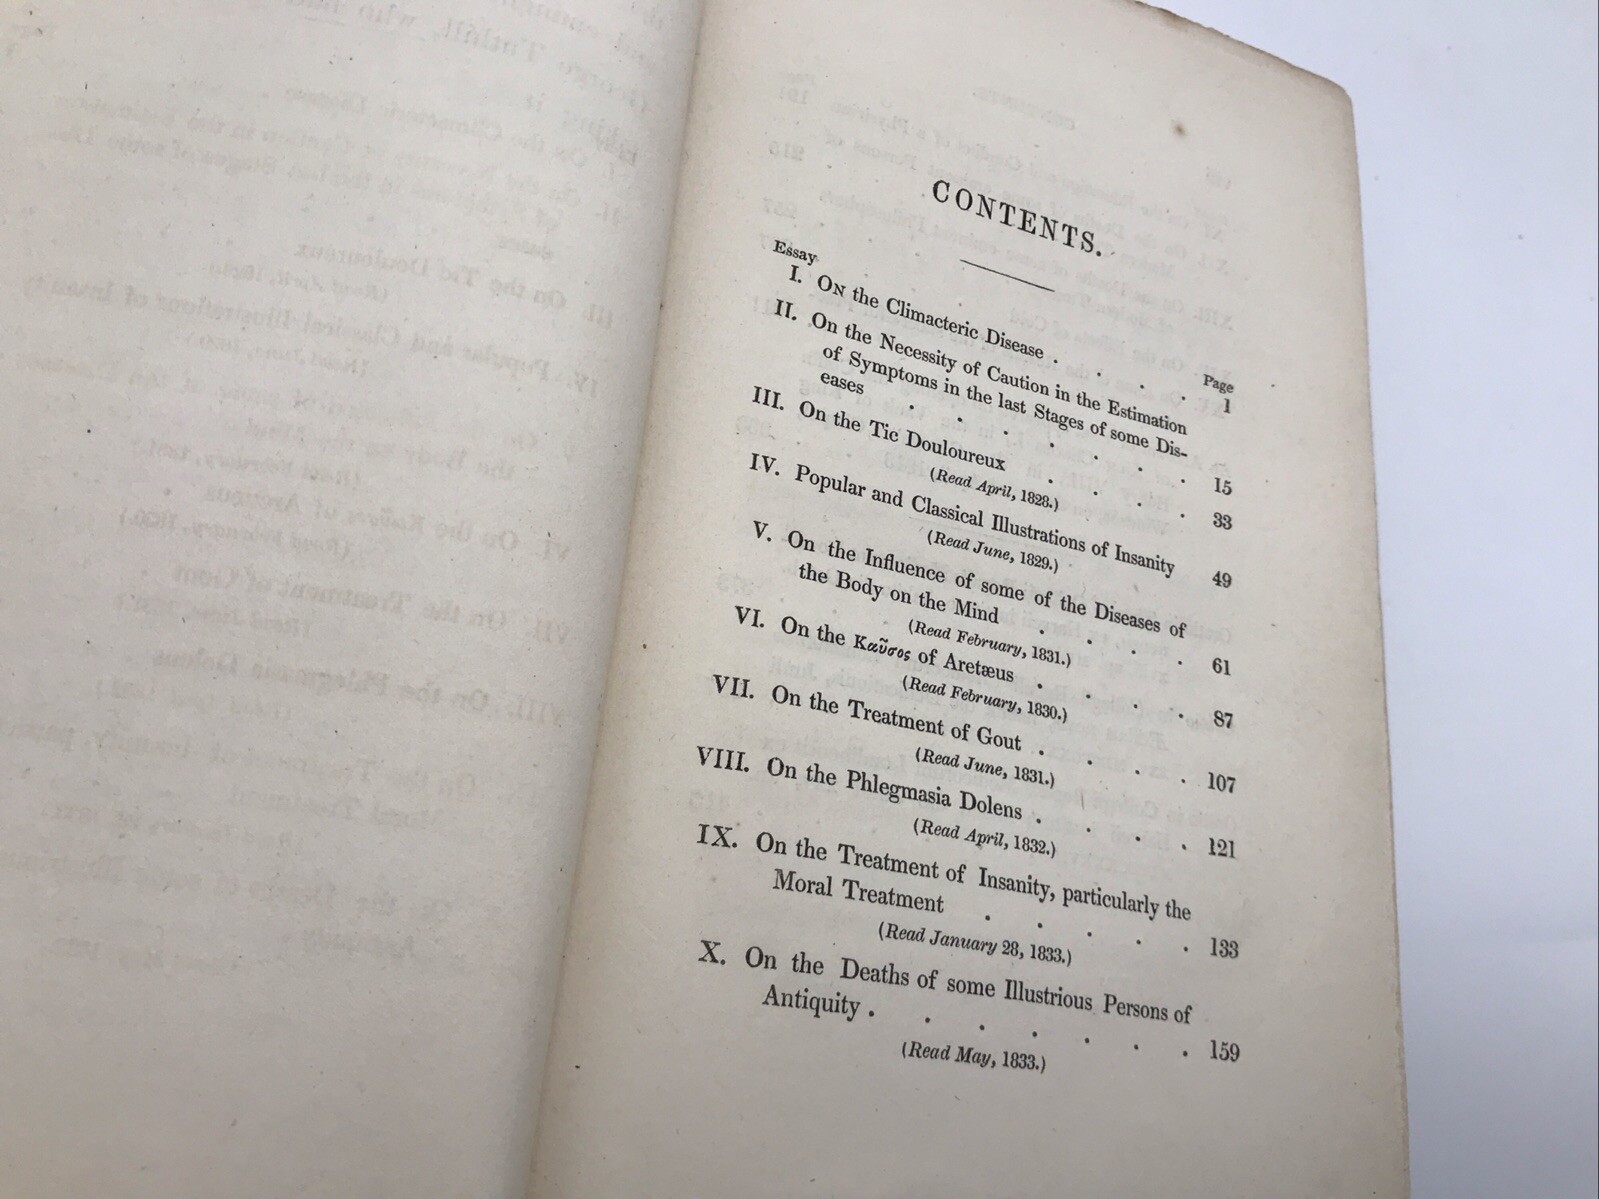 CONTENTS.
Essay
Page
I. ON the Climacteric Disease . . . . 1
II. On the Necessity of Caution in the Estimation
of Symptoms in the last Stages of some Dis-
eases . . . . . . . 15
III. On the Tic Douloureux . . . . 33
(Read April, 1828.)
IV. Popular and Classical Illustrations of Insanity 49
(Read June, 1829.)
V. On the Influence of some of the Diseases of
the Body on the Mind . . . . 61
(Read February, 1831.)
VI. On the Καῦσος of Aretæus . . . . 87
(Read February, 1830.)
VII. On the Treatment of Gout . . . . 107
(Read June, 1831.)
VIII. On the Phlegmasia Dolens . . . . 121
(Read April, 1832.)
IX. On the Treatment of Insanity, particularly the
Moral Treatment . . . . . 133
(Read January 28, 1833.)
X. On the Deaths of some Illustrious Persons of
Antiquity . . . . . . . 159
(Read May, 1833.)